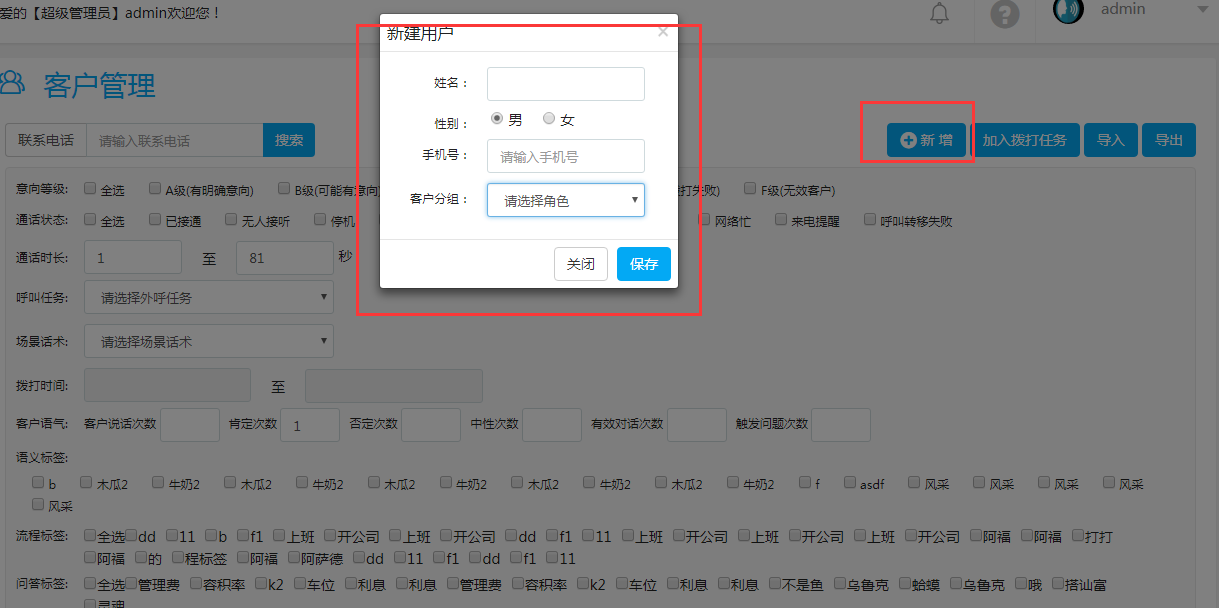 爱的【超级管理员】admin欢迎您！
admin
新建用户 ×
姓名：
性别： 男 女
手机号： 请输入手机号
客户分组： 请选择角色
关闭 保存
客户管理
联系电话 请输入联系电话 搜索
新 增 加入拨打任务 导入 导出
意向等级: 全选 A级(有明确意向) B级(可能有意向 打失败) F级(无效客户)
通话状态: 全选 已接通 无人接听 停机 网络忙 来电提醒 呼叫转移失败
通话时长: 1 至 81 秒
呼叫任务: 请选择外呼任务
场景话术: 请选择场景话术
拨打时间: 至
客户语气: 客户说话次数 肯定次数 1 否定次数 中性次数 有效对话次数 触发问题次数
语义标签:
b 木瓜2 牛奶2 木瓜2 牛奶2 木瓜2 牛奶2 木瓜2 牛奶2 木瓜2 牛奶2 f asdf 风采 风采 风采 风采
风采
流程标签: 全选 dd 11 b f1 上班 开公司 上班 开公司 dd f1 11 上班 开公司 上班 开公司 上班 开公司 阿福 阿福 打打
阿福 的 程标签 阿福 阿萨德 dd 11 f1 dd f1 11
问答标签: 全选 管理费 容积率 k2 车位 利息 利息 管理费 容积率 k2 车位 利息 利息 不是鱼 乌鲁克 蛤蟆 乌鲁克 哦 搭讪富